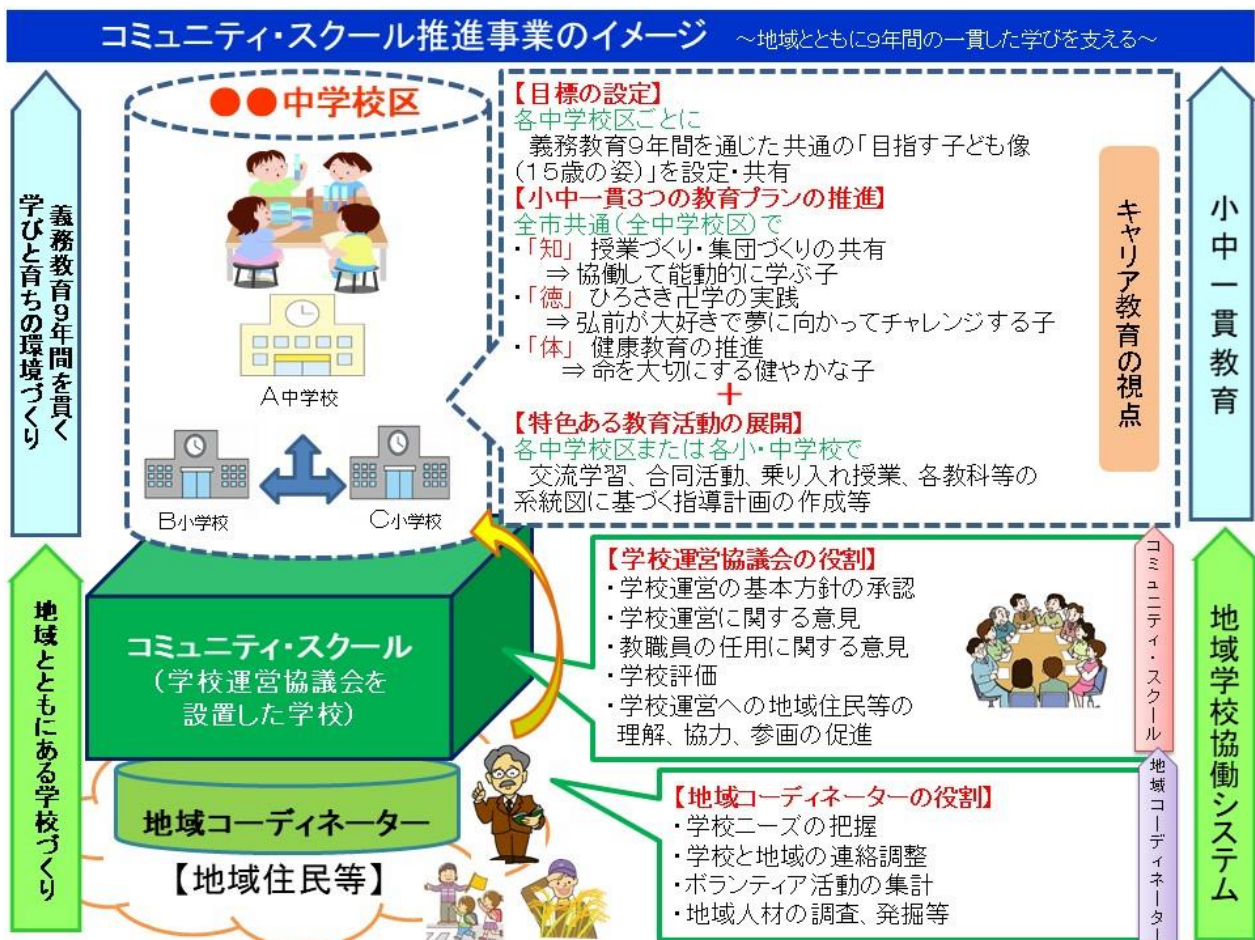 コミュニティ・スクール推進事業のイメージ ～地域とともに9年間の一貫した学びを支える～
義務教育9年間を貫く
学びと育ちの環境づくり
●●中学校区
A中学校
B小学校
C小学校
【目標の設定】
各中学校区ごとに
義務教育9年間を通じた共通の「目指す子ども像
(15歳の姿)」を設定・共有
【小中一貫3つの教育プランの推進】
全市共通(全中学校区)で
・「知」 授業づくり・集団づくりの共有
⇒ 協働して能動的に学ぶ子
・「徳」 ひろさき卍学の実践
⇒ 弘前が大好きで夢に向かってチャレンジする子
・「体」 健康教育の推進
⇒ 命を大切にする健やかな子
＋
【特色ある教育活動の展開】
各中学校区または各小・中学校で
交流学習、合同活動、乗り入れ授業、各教科等の
系統図に基づく指導計画の作成等
キャリア教育の視点
小中一貫教育
地域とともにある学校づくり
コミュニティ・スクール
(学校運営協議会を
設置した学校)
地域コーディネーター
【地域住民等】
【学校運営協議会の役割】
・学校運営の基本方針の承認
・学校運営に関する意見
・教職員の任用に関する意見
・学校評価
・学校運営への地域住民等の
理解、協力、参画の促進
コミュニティ・スクール
【地域コーディネーターの役割】
・学校ニーズの把握
・学校と地域の連絡調整
・ボランティア活動の集計
・地域人材の調査、発掘等
地域コーディネーター
地域学校協働システム